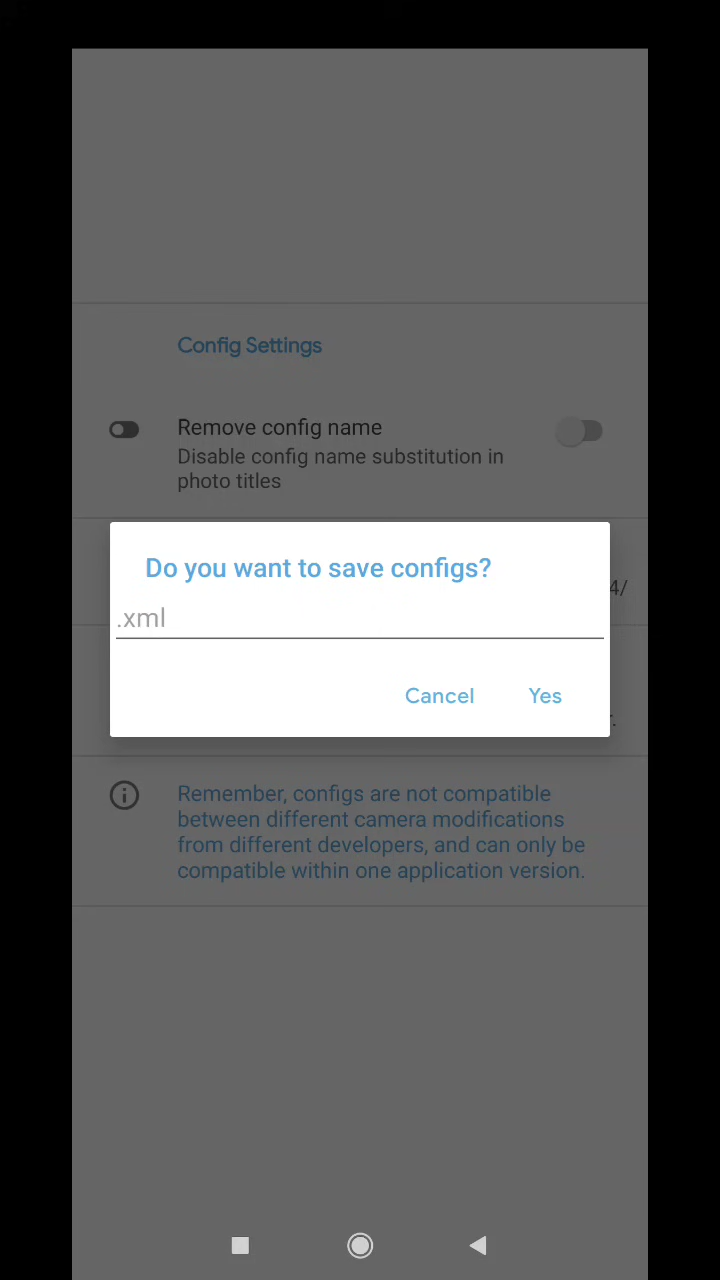 Config Settings
Remove config name
Disable config name substitution in
photo titles
Do you want to save configs?
4/
.xml
Cancel
Yes
Remember, configs are not compatible
between different camera modifications
from different developers, and can only be
compatible within one application version.